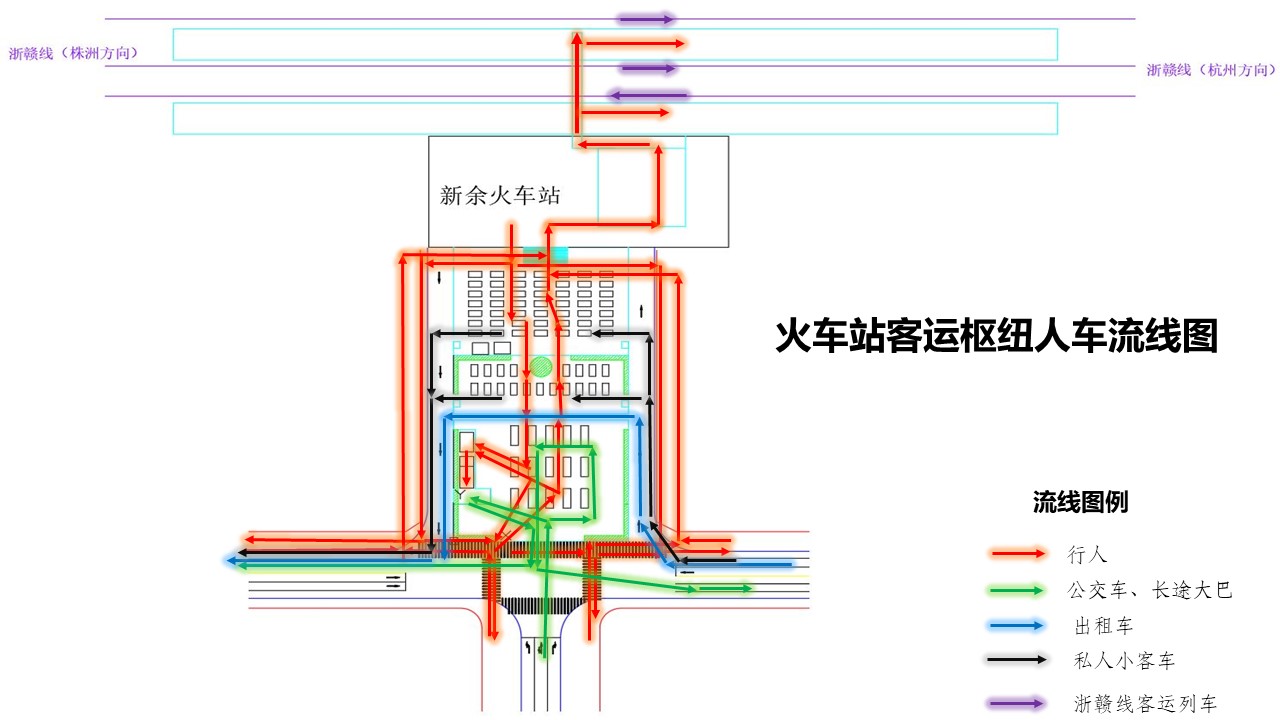 浙赣线（株洲方向）
浙赣线（杭州方向）
新余火车站
火车站客运枢纽人车流线图
流线图例
行人
公交车、长途大巴
出租车
私人小客车
浙赣线客运列车